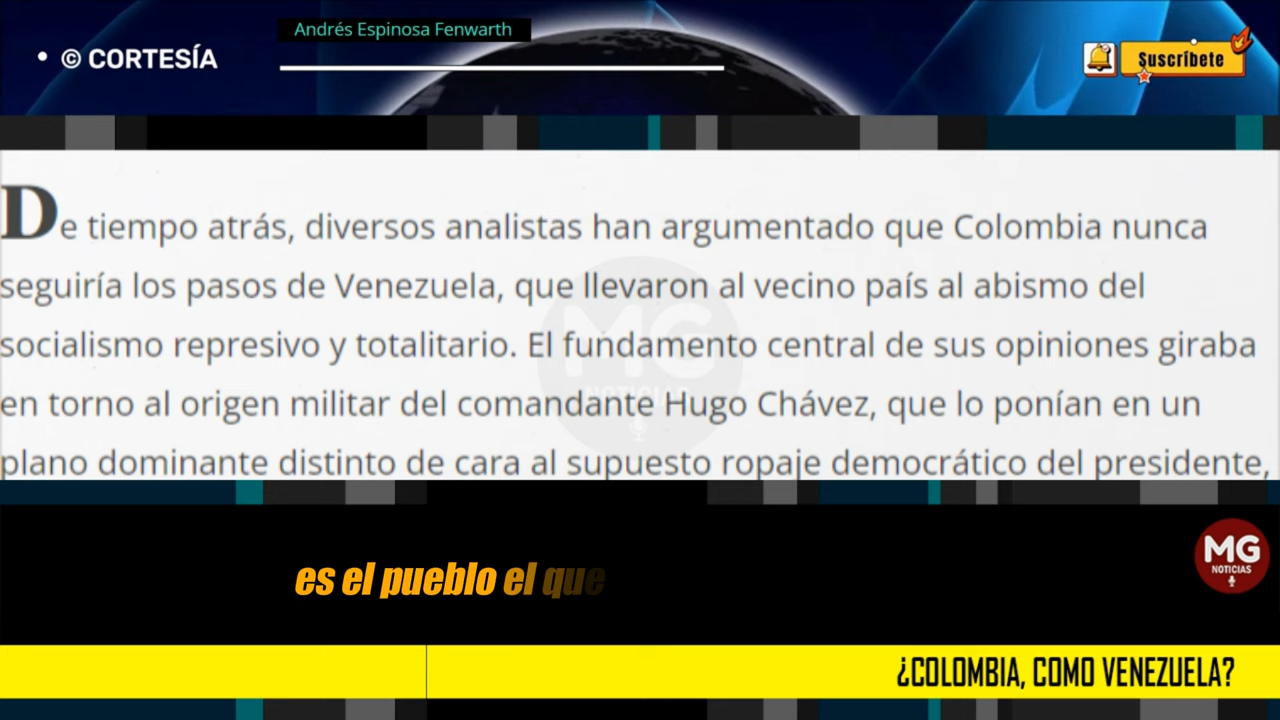 Andrés Espinosa Fenwarth
• © CORTESÍA
Suscríbete
De tiempo atrás, diversos analistas han argumentado que Colombia nunca
seguiría los pasos de Venezuela, que llevaron al vecino país al abismo del
socialismo represivo y totalitario. El fundamento central de sus opiniones giraba
en torno al origen militar del comandante Hugo Chávez, que lo ponían en un
plano dominante distinto de cara al supuesto ropaje democrático del presidente,
MG
NOTICIAS
es el pueblo el que
MG
NOTICIAS
¿COLOMBIA, COMO VENEZUELA?